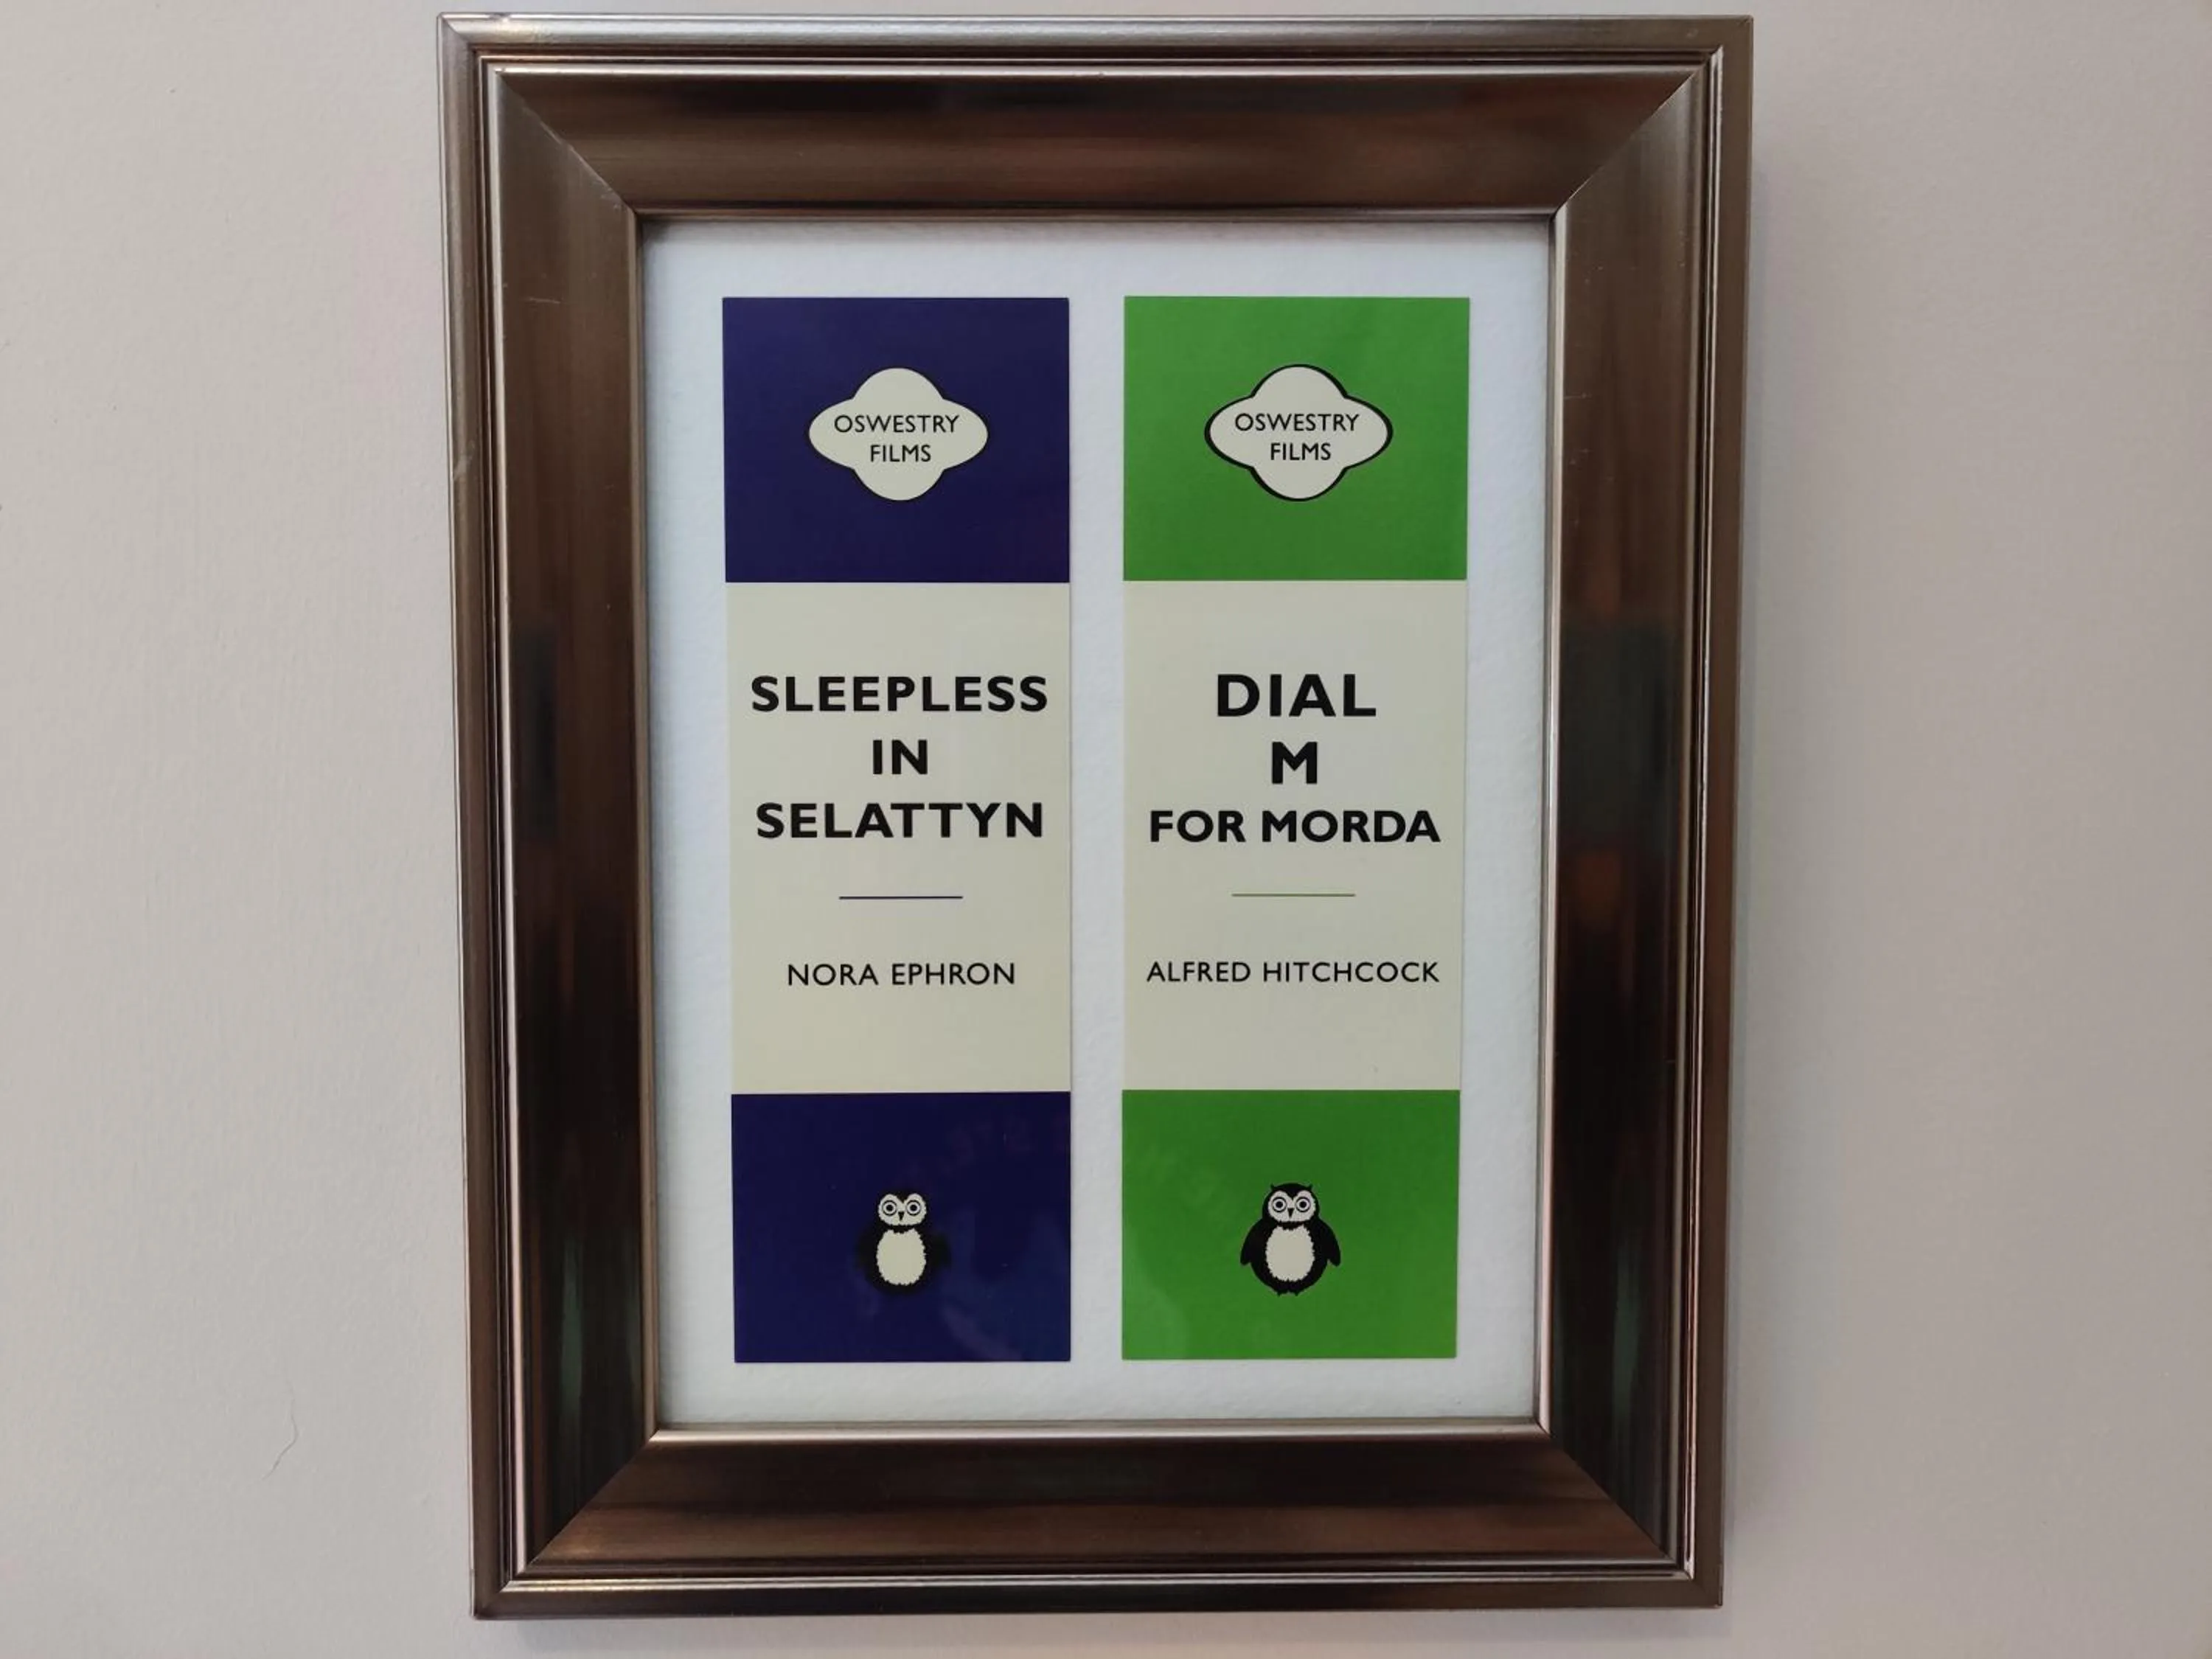 OSWESTRY
FILMS
SLEEPLESS
IN
SELATTYN
NORA EPHRON
OSWESTRY
FILMS
DIAL
M
FOR MORDA
ALFRED HITCHCOCK